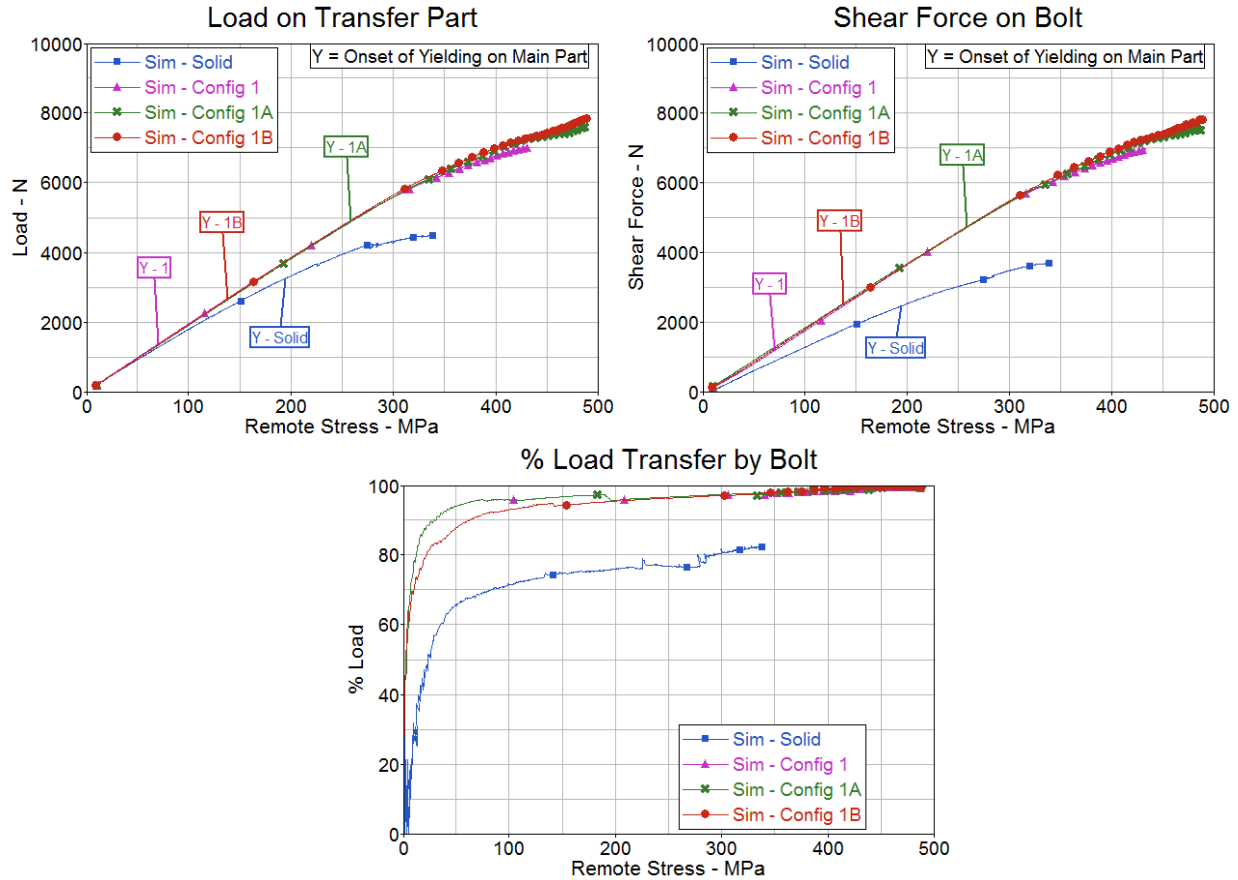 Load on Transfer Part
10000
8000
6000
4000
2000
0
Load - N
Sim - Solid
Sim - Config 1
Sim - Config 1A
Sim - Config 1B
Y = Onset of Yielding on Main Part
Y - 1A
Y - 1B
Y - 1
Y - Solid
0 100 200 300 400 500
Remote Stress - MPa
Shear Force on Bolt
10000
8000
6000
4000
2000
0
Shear Force - N
Sim - Solid
Sim - Config 1
Sim - Config 1A
Sim - Config 1B
Y = Onset of Yielding on Main Part
Y - 1A
Y - 1B
Y - 1
Y - Solid
0 100 200 300 400 500
Remote Stress - MPa
% Load Transfer by Bolt
100
80
60
40
20
0
% Load
Sim - Solid
Sim - Config 1
Sim - Config 1A
Sim - Config 1B
0 100 200 300 400 500
Remote Stress - MPa